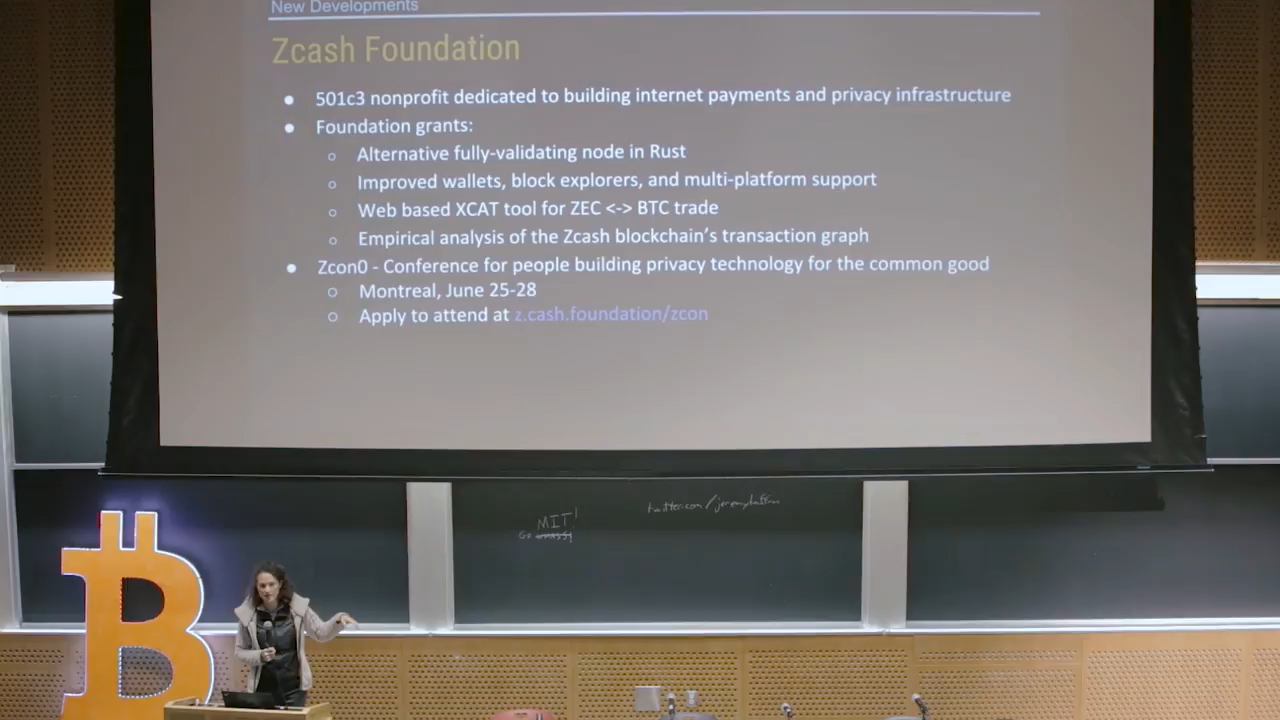 New Developments
Zcash Foundation
● 501c3 nonprofit dedicated to building internet payments and privacy infrastructure
● Foundation grants:
○ Alternative fully-validating node in Rust
○ Improved wallets, block explorers, and multi-platform support
○ Web based XCAT tool for ZEC <-> BTC trade
○ Empirical analysis of the Zcash blockchain's transaction graph
● Zcon0 - Conference for people building privacy technology for the common good
○ Montreal, June 25-28
○ Apply to attend at z.cash.foundation/zcon
MIT!
Go
twitter.com/